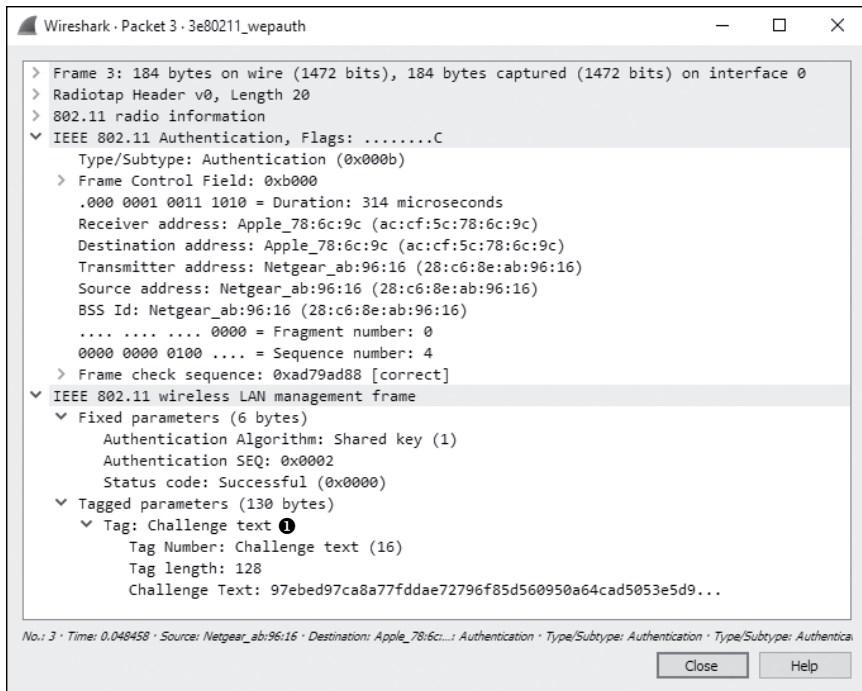 Wireshark · Packet 3 · 3e80211_wepauth
Frame 3: 184 bytes on wire (1472 bits), 184 bytes captured (1472 bits) on interface 0
Radiotap Header v0, Length 20
802.11 radio information
IEEE 802.11 Authentication, Flags: ........C
Type/Subtype: Authentication (0x000b)
Frame Control Field: 0xb000
.000 0001 0011 1010 = Duration: 314 microseconds
Receiver address: Apple_78:6c:9c (ac:cf:5c:78:6c:9c)
Destination address: Apple_78:6c:9c (ac:cf:5c:78:6c:9c)
Transmitter address: Netgear_ab:96:16 (28:c6:8e:ab:96:16)
Source address: Netgear_ab:96:16 (28:c6:8e:ab:96:16)
BSS Id: Netgear_ab:96:16 (28:c6:8e:ab:96:16)
.... .... .... 0000 = Fragment number: 0
0000 0000 0100 .... = Sequence number: 4
Frame check sequence: 0xad79ad88 [correct]
IEEE 802.11 wireless LAN management frame
Fixed parameters (6 bytes)
Authentication Algorithm: Shared key (1)
Authentication SEQ: 0x0002
Status code: Successful (0x0000)
Tagged parameters (130 bytes)
Tag: Challenge text ❶
Tag Number: Challenge text (16)
Tag length: 128
Challenge Text: 97ebed97ca8a77fddae72796f85d560950a64cad5053e5d9...
No.: 3 · Time: 0.048458 · Source: Netgear_ab:96:16 · Destination: Apple_78:6c:...: Authentication · Type/Subtype: Authentication · Type/Subtype: Authentica
Close
Help